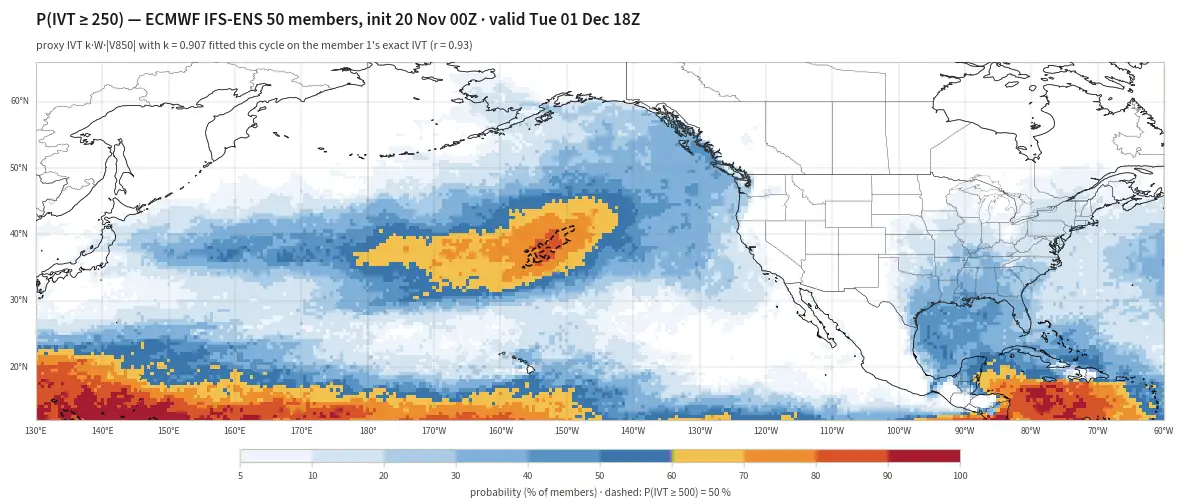 P(IVT ≥ 250) — ECMWF IFS-ENS 50 members, init 20 Nov 00Z · valid Tue 01 Dec 18Z
proxy IVT k·W·|V850| with k = 0.907 fitted this cycle on the member 1's exact IVT (r = 0.93)
60°N
50°N
40°N
30°N
20°N
130°E 140°E 150°E 160°E 170°E 180° 170°W 160°W 150°W 140°W 130°W 120°W 110°W 100°W 90°W 80°W 70°W 60°W
5 10 20 30 40 50 60 70 80 90 100
probability (% of members) · dashed: P(IVT ≥ 500) = 50 %